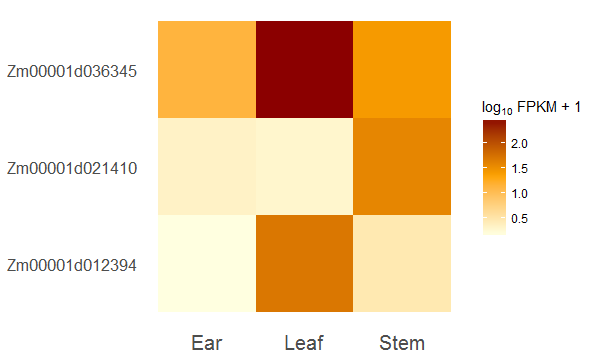 Zm00001d036345
Zm00001d021410
Zm00001d012394
Ear Leaf Stem
log₁₀ FPKM + 1
2.0
1.5
1.0
0.5